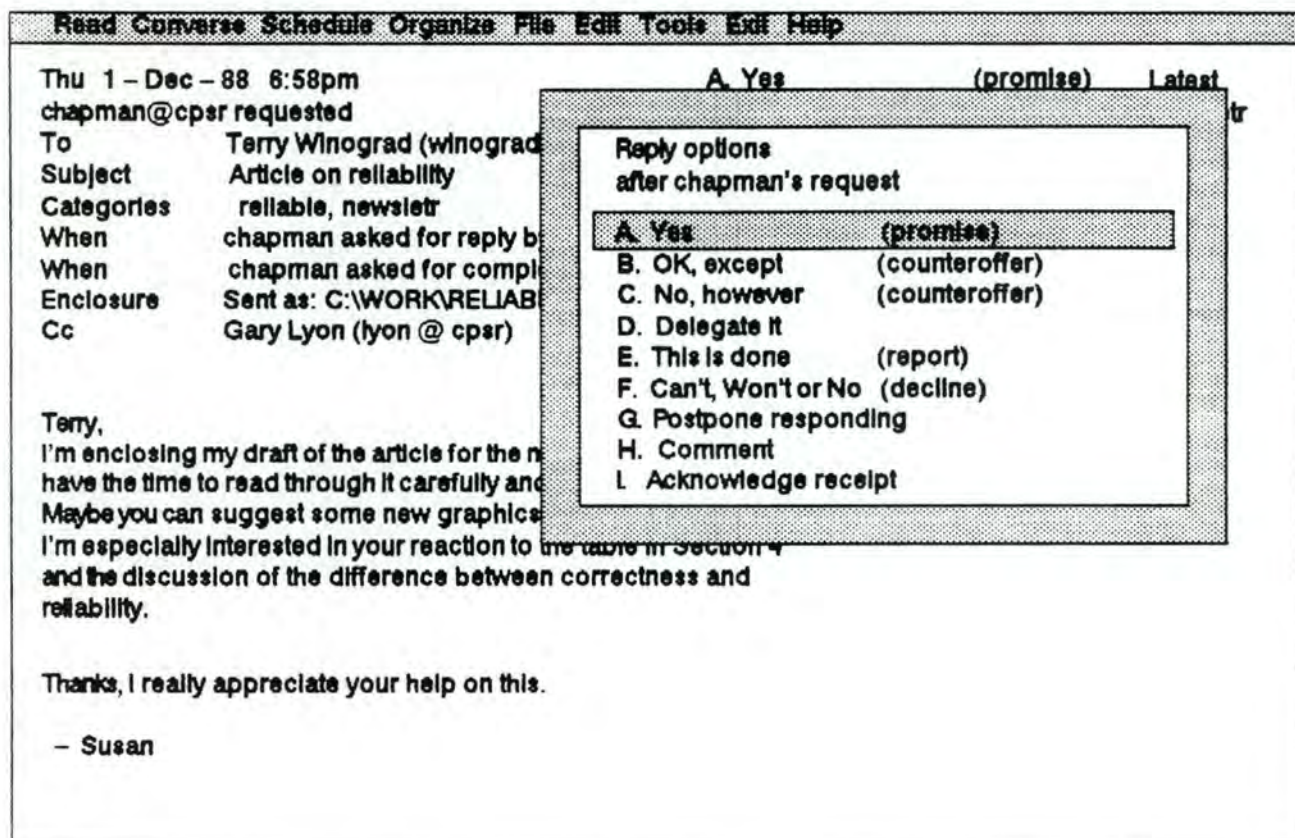 Read Converse Schedule Organize File Edit Tools Exit Help
Thu 1 – Dec – 88 6:58pm A. Yes (promise) Latest
chapman@cpsr requested tr
To Terry Winograd (winograd
Subject Article on reliability
Categories reliable, newsletr
When chapman asked for reply b
When chapman asked for compl
Enclosure Sent as: C:\WORK\RELIAB
Cc Gary Lyon (lyon @ cpsr)
Reply options
after chapman's request
A. Yes (promise)
B. OK, except (counteroffer)
C. No, however (counteroffer)
D. Delegate it
E. This is done (report)
F. Can't, Won't or No (decline)
G. Postpone responding
H. Comment
I. Acknowledge receipt
Terry,
I'm enclosing my draft of the article for the n
have the time to read through it carefully and
Maybe you can suggest some new graphics
I'm especially interested in your reaction to the table in Section 4
and the discussion of the difference between correctness and
reliability.
Thanks, I really appreciate your help on this.
– Susan